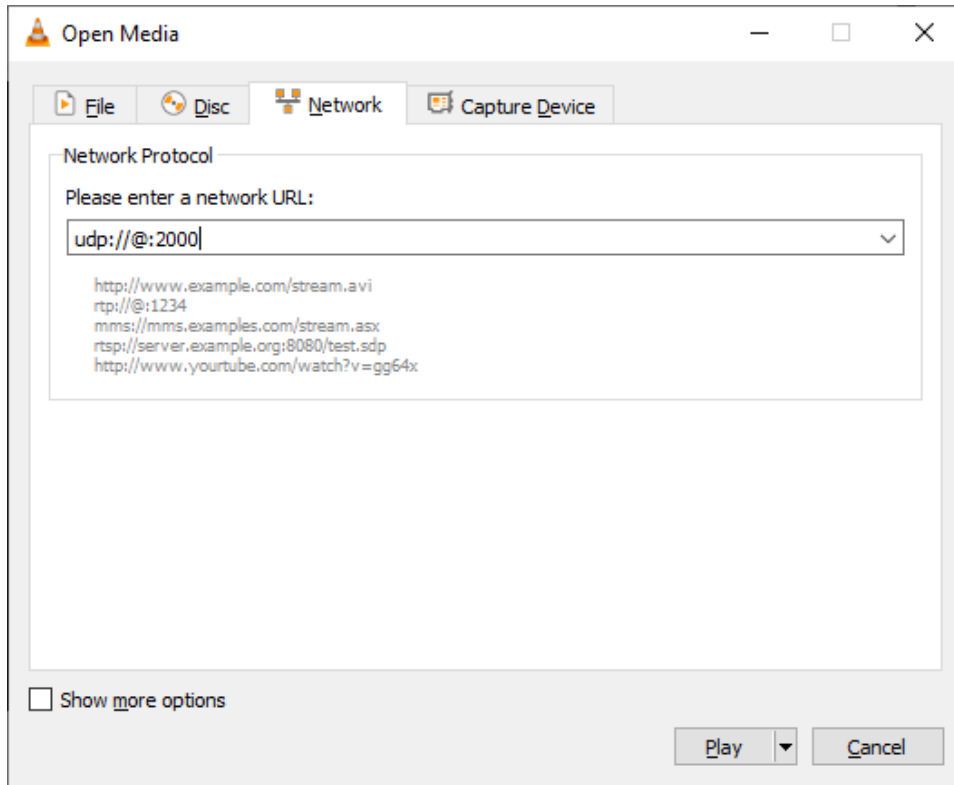 Open Media
File Disc Network Capture Device
Network Protocol
Please enter a network URL:
udp://@:2000
http://www.example.com/stream.avi
rtp://@:1234
mms://mms.examples.com/stream.asx
rtsp://server.example.org:8080/test.sdp
http://www.yourtube.com/watch?v=gg64x
Show more options
Play Cancel